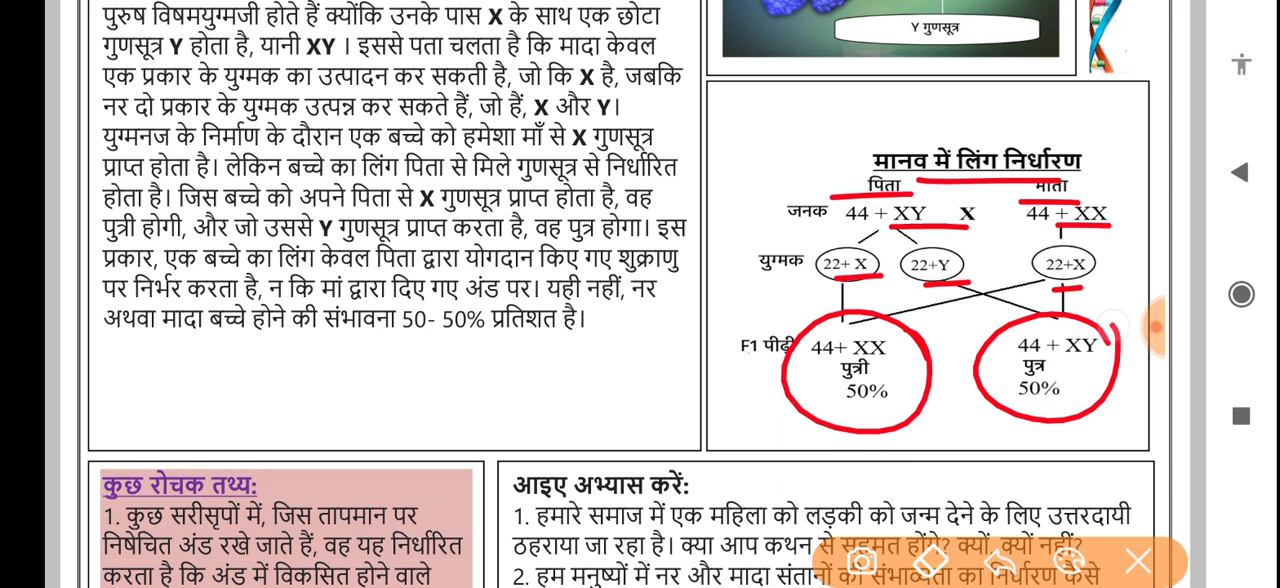 पुरुष विषमयुग्मजी होते हैं क्योंकि उनके पास X के साथ एक छोटा
गुणसूत्र Y होता है, यानी XY । इससे पता चलता है कि मादा केवल
एक प्रकार के युग्मक का उत्पादन कर सकती है, जो कि X है, जबकि
नर दो प्रकार के युग्मक उत्पन्न कर सकते हैं, जो हैं, X और Y।
युग्मनज के निर्माण के दौरान एक बच्चे को हमेशा माँ से X गुणसूत्र
प्राप्त होता है। लेकिन बच्चे का लिंग पिता से मिले गुणसूत्र से निर्धारित
होता है। जिस बच्चे को अपने पिता से X गुणसूत्र प्राप्त होता है, वह
पुत्री होगी, और जो उससे Y गुणसूत्र प्राप्त करता है, वह पुत्र होगा। इस
प्रकार, एक बच्चे का लिंग केवल पिता द्वारा योगदान किए गए शुक्राणु
पर निर्भर करता है, न कि मां द्वारा दिए गए अंड पर। यही नहीं, नर
अथवा मादा बच्चे होने की संभावना 50- 50% प्रतिशत है।
Y गुणसूत्र
मानव में लिंग निर्धारण
पिता माता
जनक 44 + XY X 44 + XX
युग्मक 22+ X 22+Y 22+X
F1 पीढ़ी 44+ XX 44 + XY
पुत्री पुत्र
50% 50%
कुछ रोचक तथ्य:
1. कुछ सरीसृपों में, जिस तापमान पर
निषेचित अंड रखे जाते हैं, वह यह निर्धारित
करता है कि अंड में विकसित होने वाले
आइए अभ्यास करें:
1. हमारे समाज में एक महिला को लड़की को जन्म देने के लिए उत्तरदायी
ठहराया जा रहा है। क्या आप कथन से सहमत होंगे? क्यों, क्यों नहीं?
2. हम मनुष्यों में नर और मादा संतानों की संभाव्यता का निर्धारण कैसे